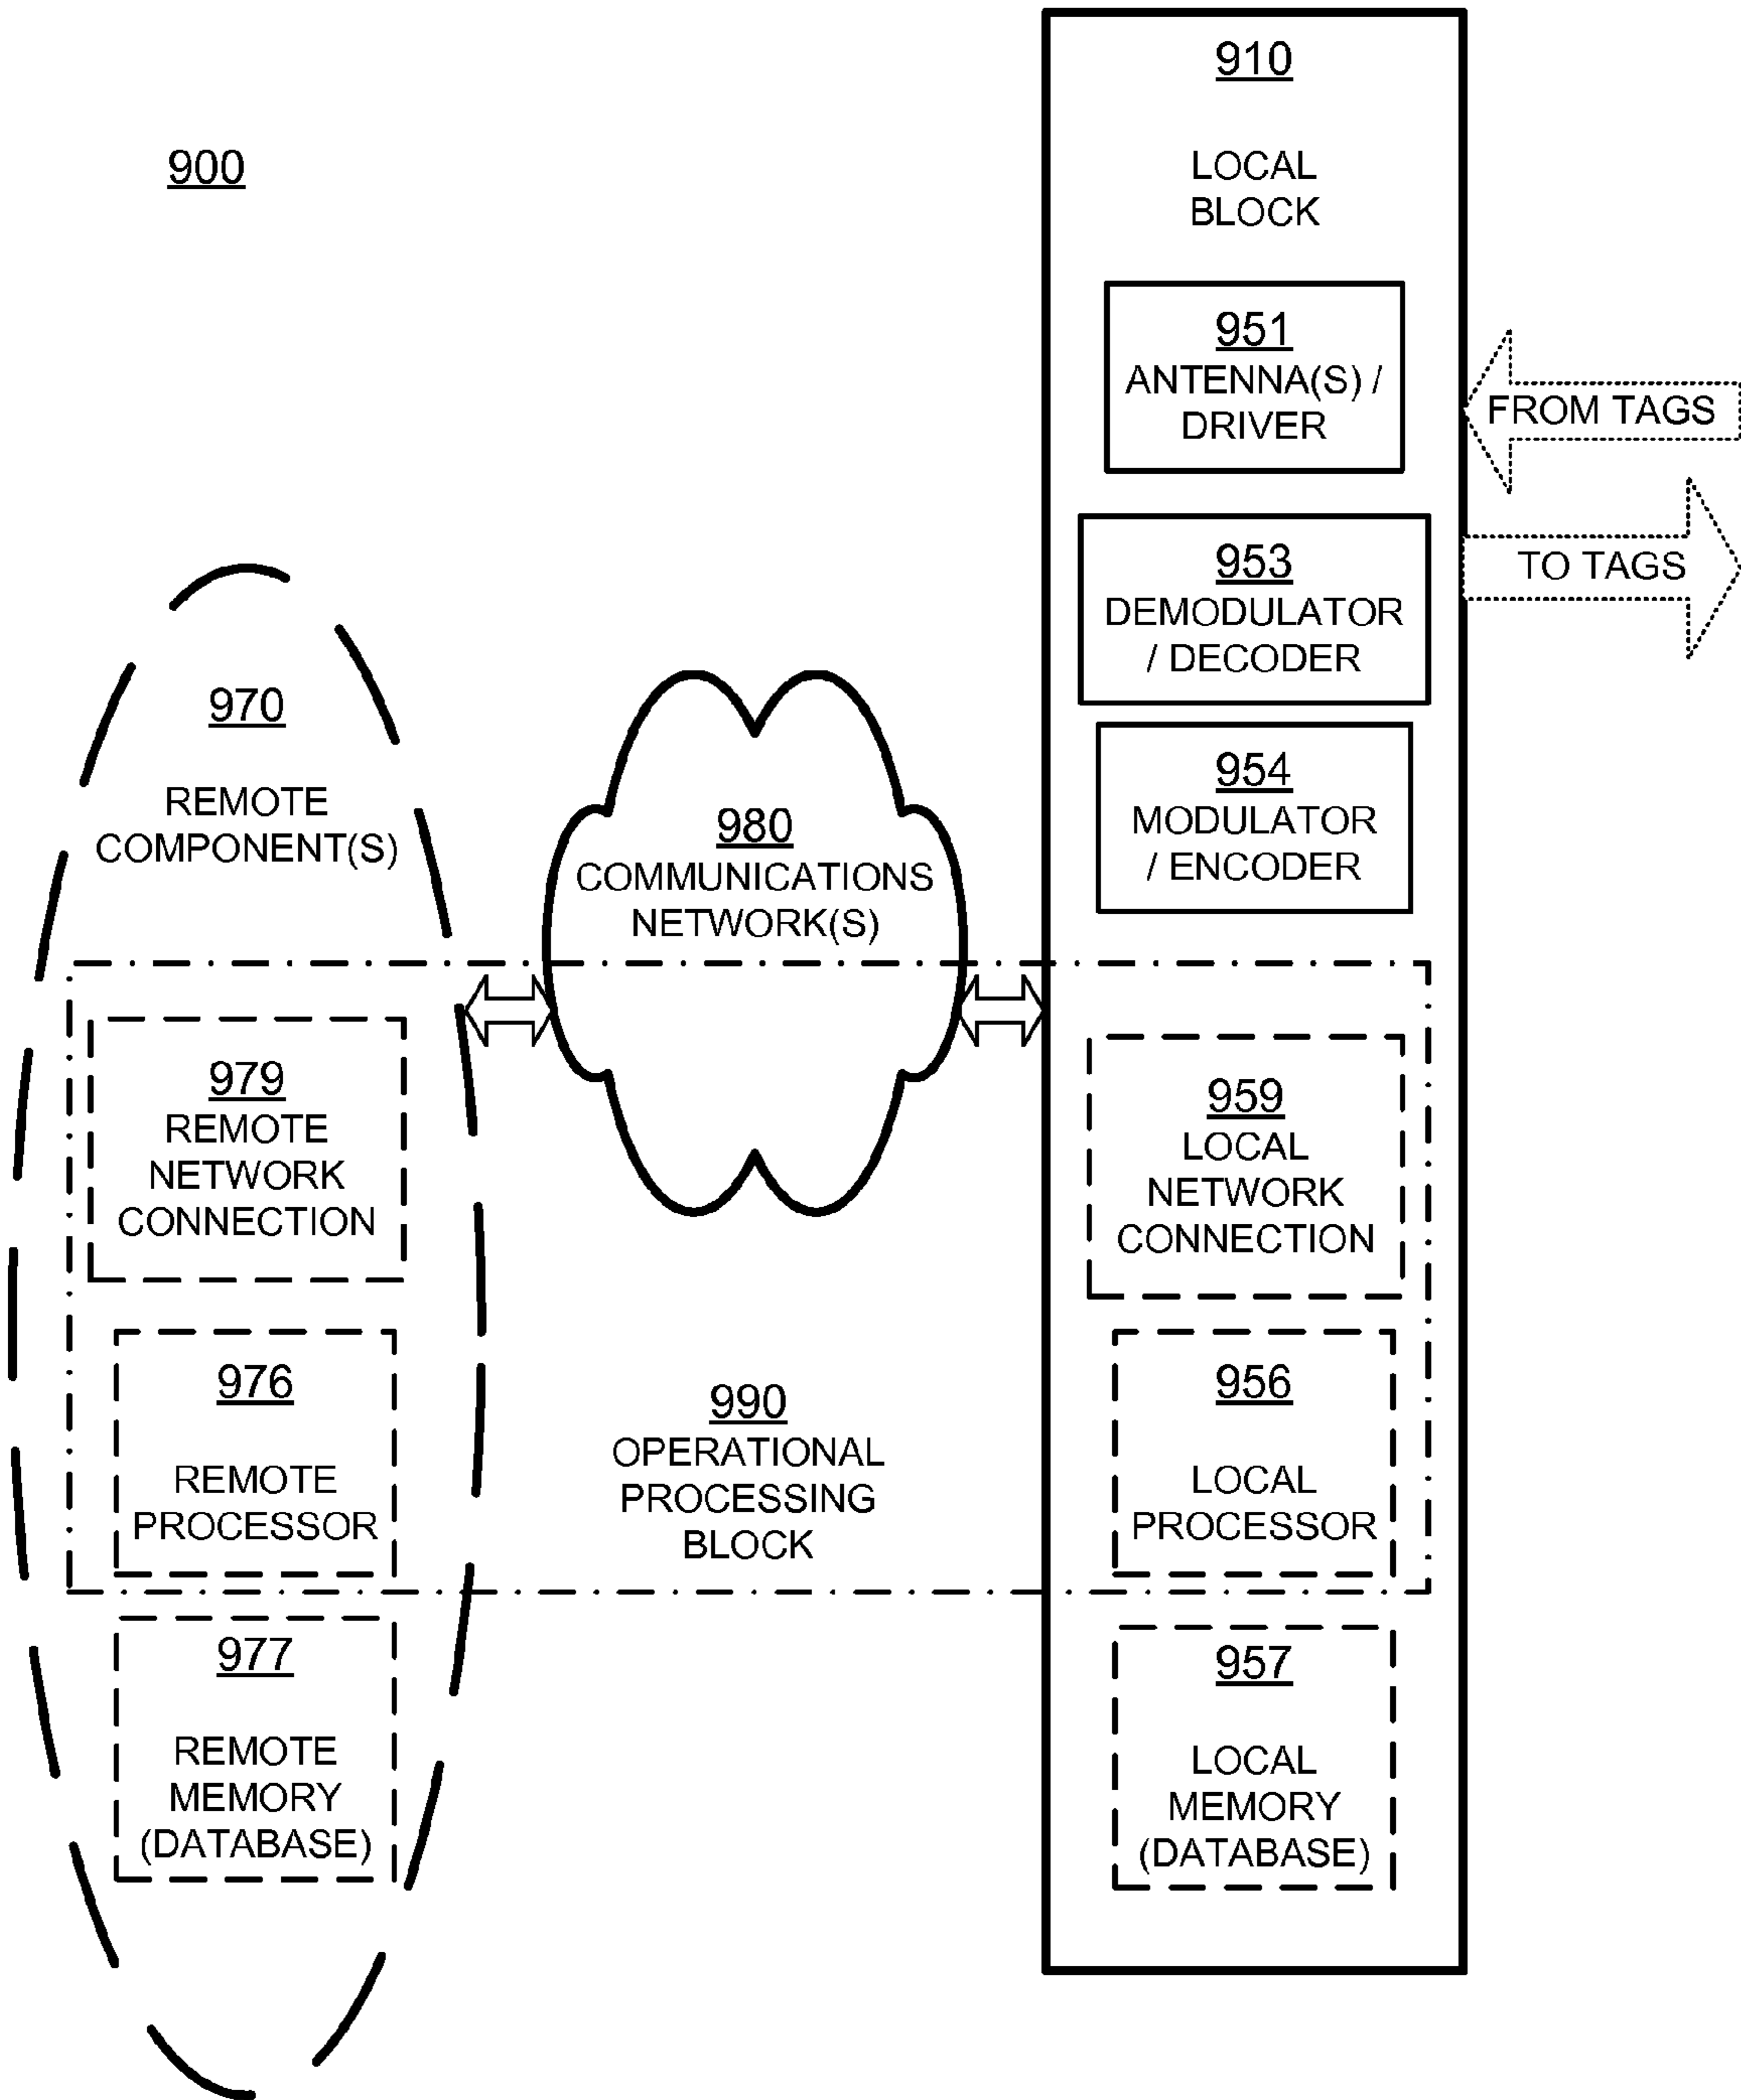 900
910
LOCAL
BLOCK
951
ANTENNA(S) /
DRIVER
FROM TAGS
953
DEMODULATOR
/ DECODER
TO TAGS
954
MODULATOR
/ ENCODER
970
REMOTE
COMPONENT(S)
980
COMMUNICATIONS
NETWORK(S)
979
REMOTE
NETWORK
CONNECTION
959
LOCAL
NETWORK
CONNECTION
976
REMOTE
PROCESSOR
990
OPERATIONAL
PROCESSING
BLOCK
956
LOCAL
PROCESSOR
977
REMOTE
MEMORY
(DATABASE)
957
LOCAL
MEMORY
(DATABASE)